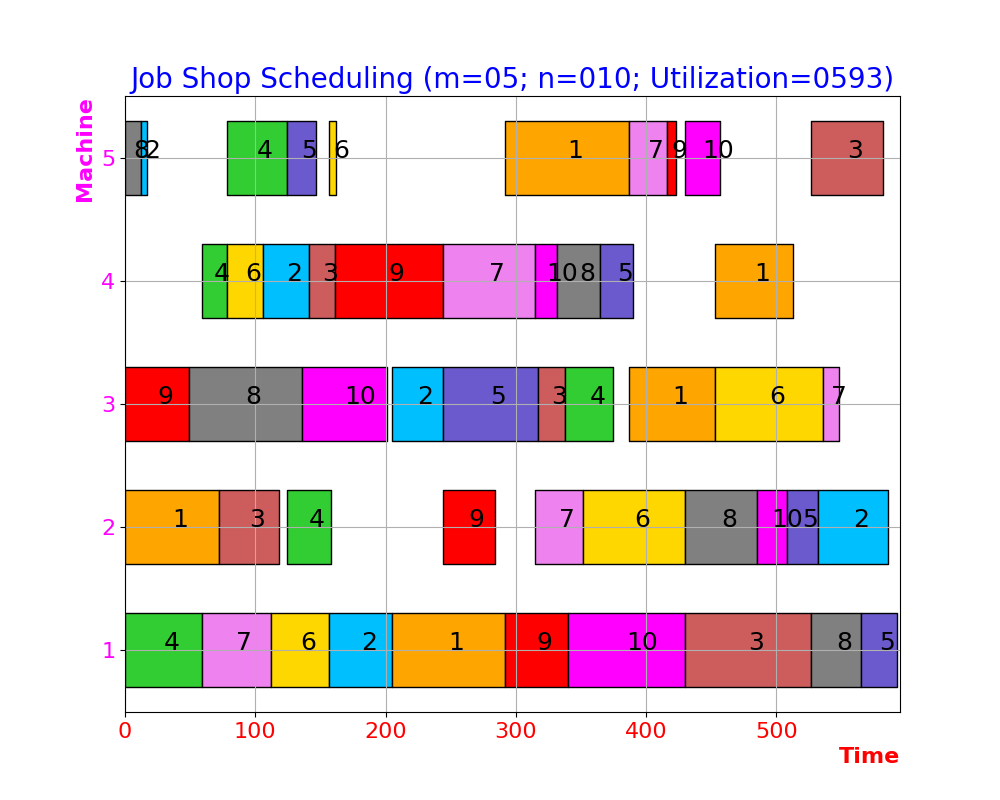 Job Shop Scheduling (m=05; n=010; Utilization=0593)
Machine
5
8 2 4 5 6 1 7 9 10 3
4
4 6 2 3 9 7 10 8 5 1
3
9 8 10 2 5 3 4 1 6 7
2
1 3 4 9 7 6 8 10 5 2
1
4 7 6 2 1 9 10 3 8 5
0 100 200 300 400 500
Time